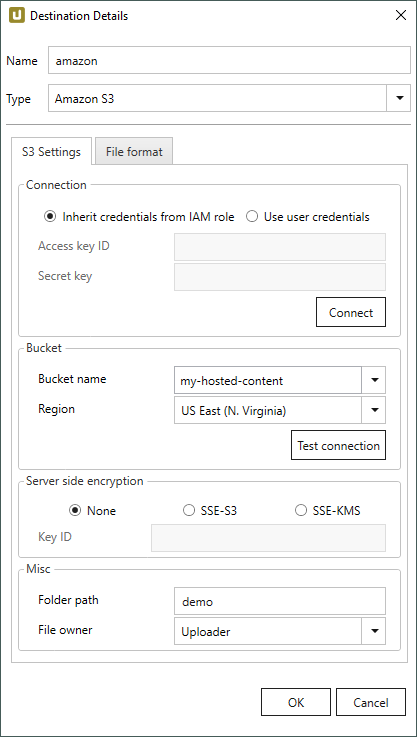 Destination Details
Name amazon
Type Amazon S3
S3 Settings File format
Connection
Inherit credentials from IAM role Use user credentials
Access key ID
Secret key
Connect
Bucket
Bucket name my-hosted-content
Region US East (N. Virginia)
Test connection
Server side encryption
None SSE-S3 SSE-KMS
Key ID
Misc
Folder path demo
File owner Uploader
OK Cancel